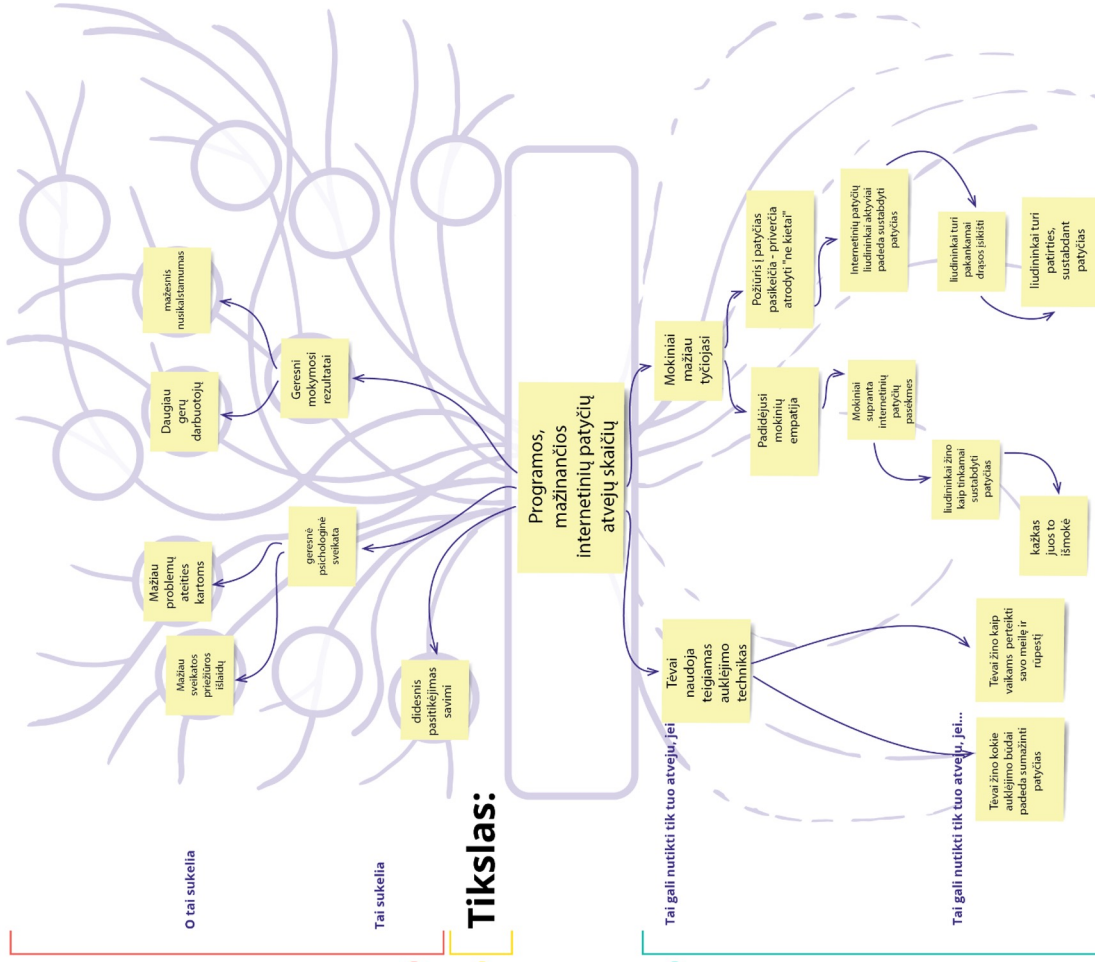 O tai sukelia
Mažiau
sveikatos
priežiūros
išlaidų
Mažiau
problemų
ateities
kartoms
Daugiau
gerų
darbuotojų
mažesnis
nusikalstamumas
Tai sukelia
geresnė
psichologinė
sveikata
Geresni
mokymosi
rezultatai
didesnis
pasitikėjimas
savimi
Tikslas:
Programos,
mažinančios
internetinių patyčių
atvejų skaičių
Tai gali nutikti tik tuo atveju, jei
Tėvai
naudoja
teigiamas
auklėjimo
technikas
Mokiniai
mažiau
tyčiojasi
Padidėjusi
mokinių
empatija
Požiūris į patyčias
pasikeičia - priverčia
atrodyti "ne kietai"
Mokiniai
supranta
internetinių
patyčių
pasekmes
Internetinių patyčių
liudininkai aktyviai
padeda sustabdyti
patyčias
liudininkai žino
kaip tinkamai
sustabdyti
patyčias
liudininkai turi
pakankamai
drąsos įsikišti
Tai gali nutikti tik tuo atveju, jei...
Tėvai žino kokie
auklėjimo būdai
padeda sumažinti
patyčias
Tėvai žino kaip
vaikams perteikti
savo meilę ir
rūpestį
kažkas
juos to
išmokė
liudininkai turi
patirties,
sustabdant
patyčias